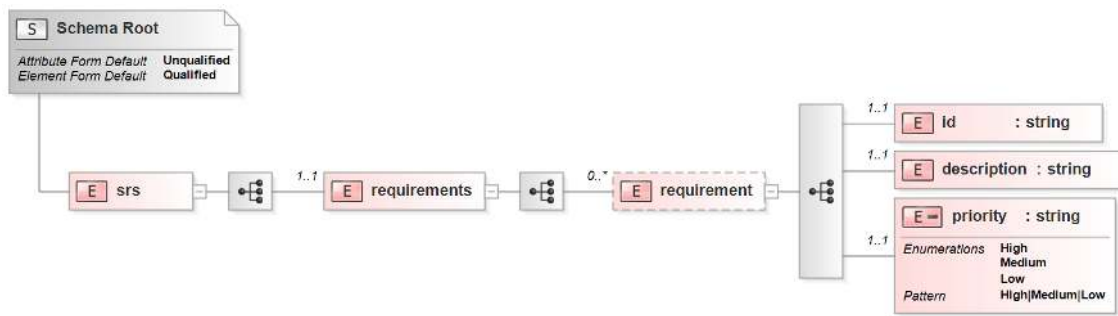 S Schema Root
Attribute Form Default Unqualified
Element Form Default Qualified
E srs
1..1
E requirements
0..*
E requirement
1..1
E id : string
1..1
E description : string
1..1
E priority : string
Enumerations High
Medium
Low
Pattern High|Medium|Low